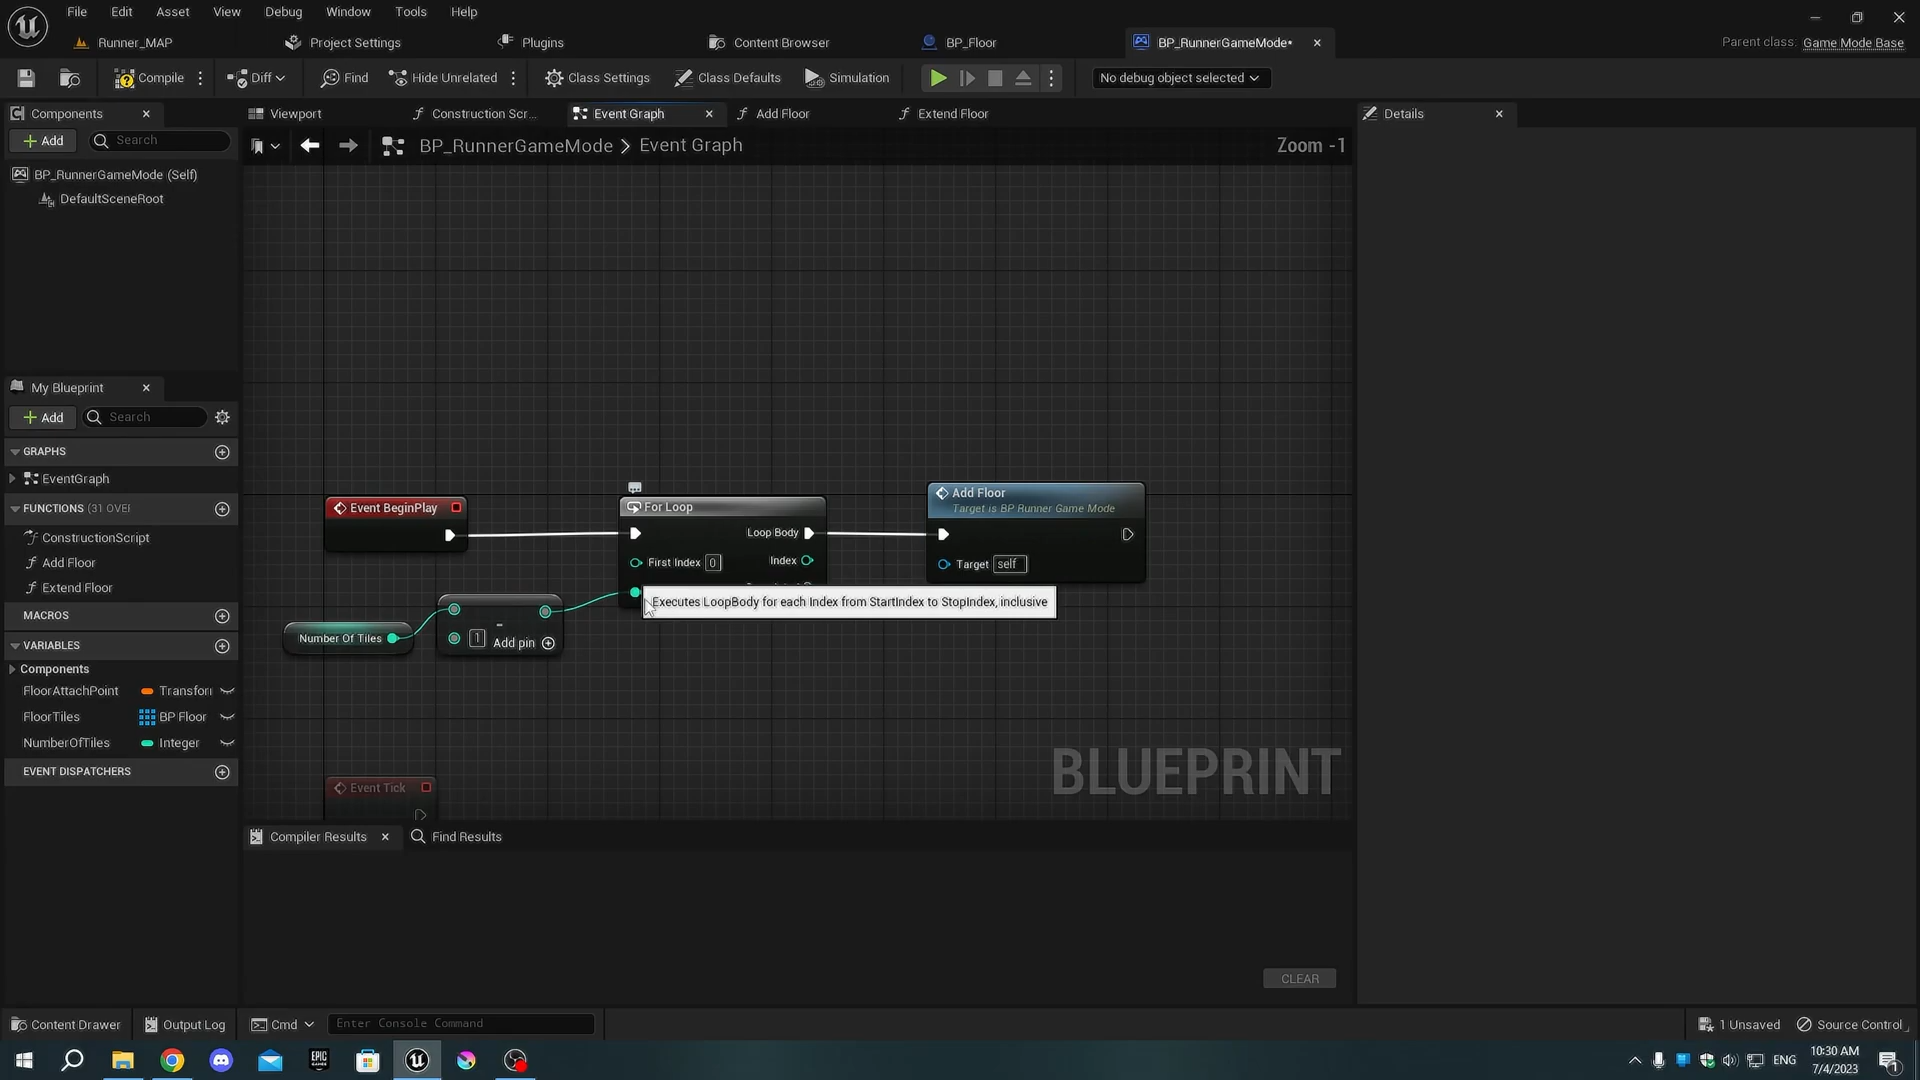 File Edit Asset View Debug Window Tools Help
Runner_MAP Project Settings Plugins Content Browser BP_Floor BP_RunnerGameMode* Parent class: Game Mode Base
Compile Diff Find Hide Unrelated Class Settings Class Defaults Simulation No debug object selected
Components Viewport Construction Scr... Event Graph Add Floor Extend Floor Details
Add Search BP_RunnerGameMode > Event Graph Zoom -1
BP_RunnerGameMode (Self)
DefaultSceneRoot
My Blueprint
Add Search
GRAPHS
EventGraph
FUNCTIONS (31 OVERI
ConstructionScript
Add Floor
Extend Floor
MACROS
VARIABLES
Components
FloorAttachPoint Transfori
FloorTiles BP Floor
NumberOfTiles Integer
EVENT DISPATCHERS
Event BeginPlay
For Loop
Loop Body
First Index 0 Index
Add Floor
Target is BP Runner Game Mode
Target self
Executes LoopBody for each Index from StartIndex to StopIndex, inclusive
Number Of Tiles
-
1 Add pin
Event Tick
BLUEPRINT
Compiler Results Find Results
CLEAR
Content Drawer Output Log Cmd Enter Console Command 1 Unsaved Source Control
EPIC GAMES ENG 10:30 AM
7/4/2023 1